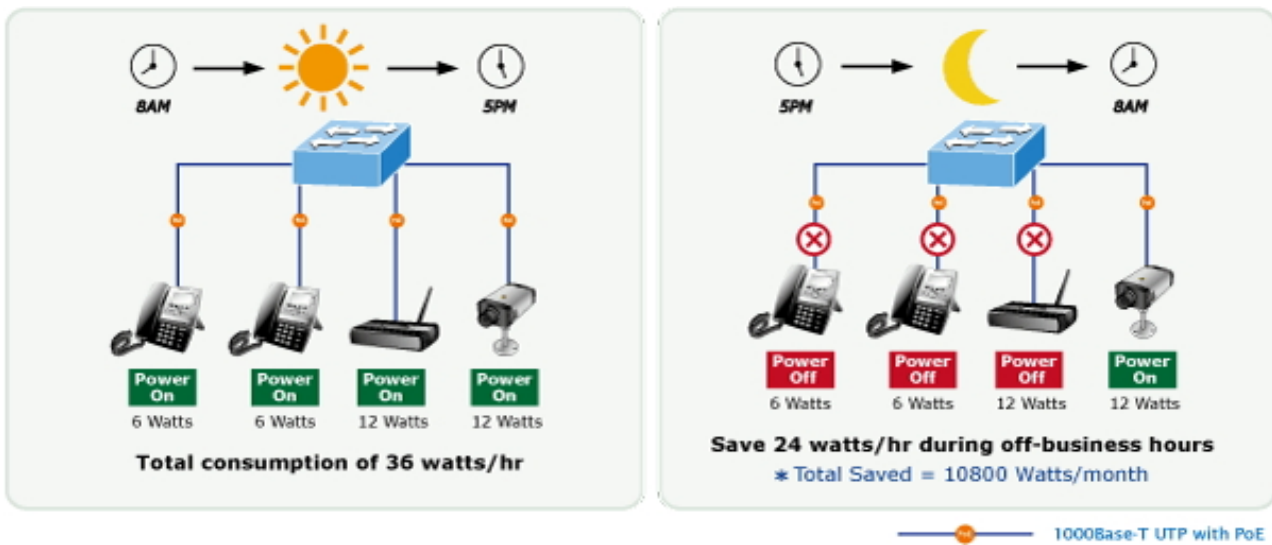 8AM
5PM
Power
On
6 Watts
Power
On
6 Watts
Power
On
12 Watts
Power
On
12 Watts
Total consumption of 36 watts/hr
5PM
8AM
Power
Off
6 Watts
Power
Off
6 Watts
Power
Off
12 Watts
Power
On
12 Watts
Save 24 watts/hr during off-business hours
* Total Saved = 10800 Watts/month
PoE
1000Base-T UTP with PoE